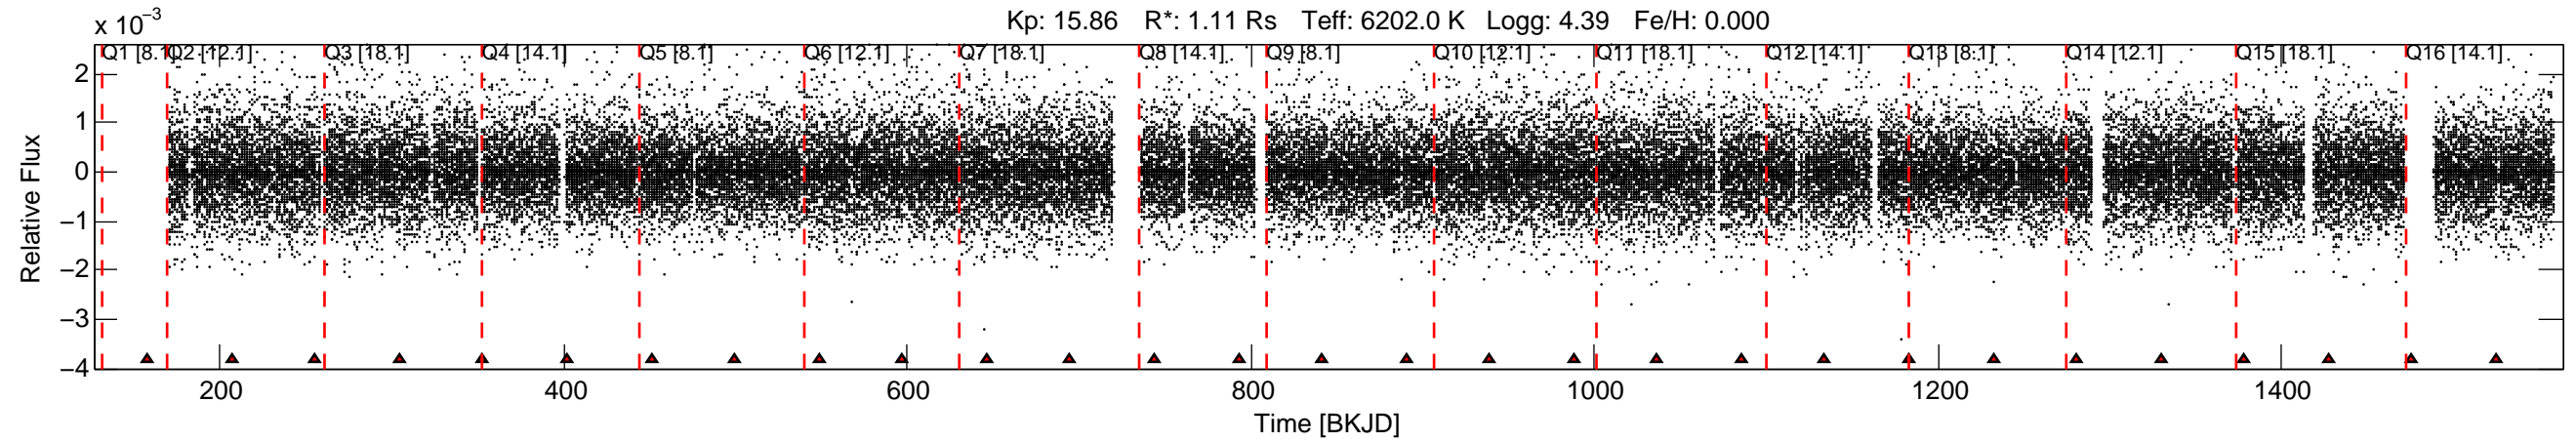 Kp: 15.86 R*: 1.11 Rs Teff: 6202.0 K Logg: 4.39 Fe/H: 0.000
x 10⁻³
Q1 [8.1] Q2 [12.1] Q3 [18.1] Q4 [14.1] Q5 [8.1] Q6 [12.1] Q7 [18.1] Q8 [14.1] Q9 [8.1] Q10 [12.1] Q11 [18.1] Q12 [14.1] Q13 [8.1] Q14 [12.1] Q15 [18.1] Q16 [14.1]
2
1
0
−1
−2
−3
−4
Relative Flux
200 400 600 800 1000 1200 1400
Time [BKJD]